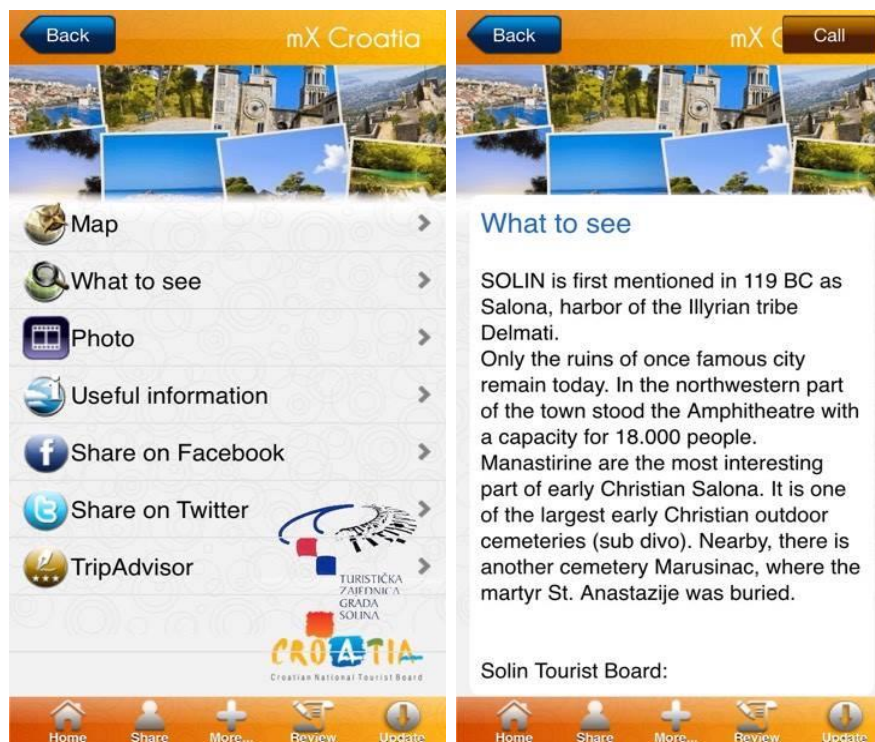 Back
mX Croatia
Map
What to see
Photo
Useful information
Share on Facebook
Share on Twitter
TripAdvisor
TURISTIČKA
ZAJEDNICA
GRADA
SOLINA
CROATIA
Croatian National Tourist Board
Home
Share
More...
Review
Update
Back
mX C
Call
What to see
SOLIN is first mentioned in 119 BC as
Salona, harbor of the Illyrian tribe
Delmati.
Only the ruins of once famous city
remain today. In the northwestern part
of the town stood the Amphitheatre with
a capacity for 18.000 people.
Manastirine are the most interesting
part of early Christian Salona. It is one
of the largest early Christian outdoor
cemeteries (sub divo). Nearby, there is
another cemetery Marusinac, where the
martyr St. Anastazije was buried.
Solin Tourist Board:
Home
Share
More...
Review
Update